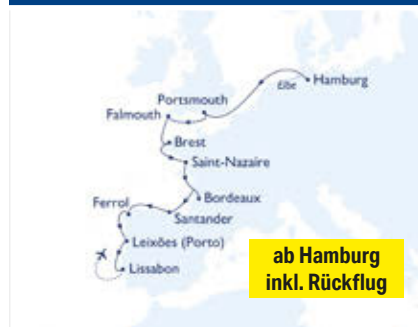 Hamburg
Elbe
Portsmouth
Falmouth
Brest
Saint-Nazaire
Bordeaux
Ferrol
Santander
Leixões (Porto)
Lissabon
ab Hamburg
inkl. Rückflug